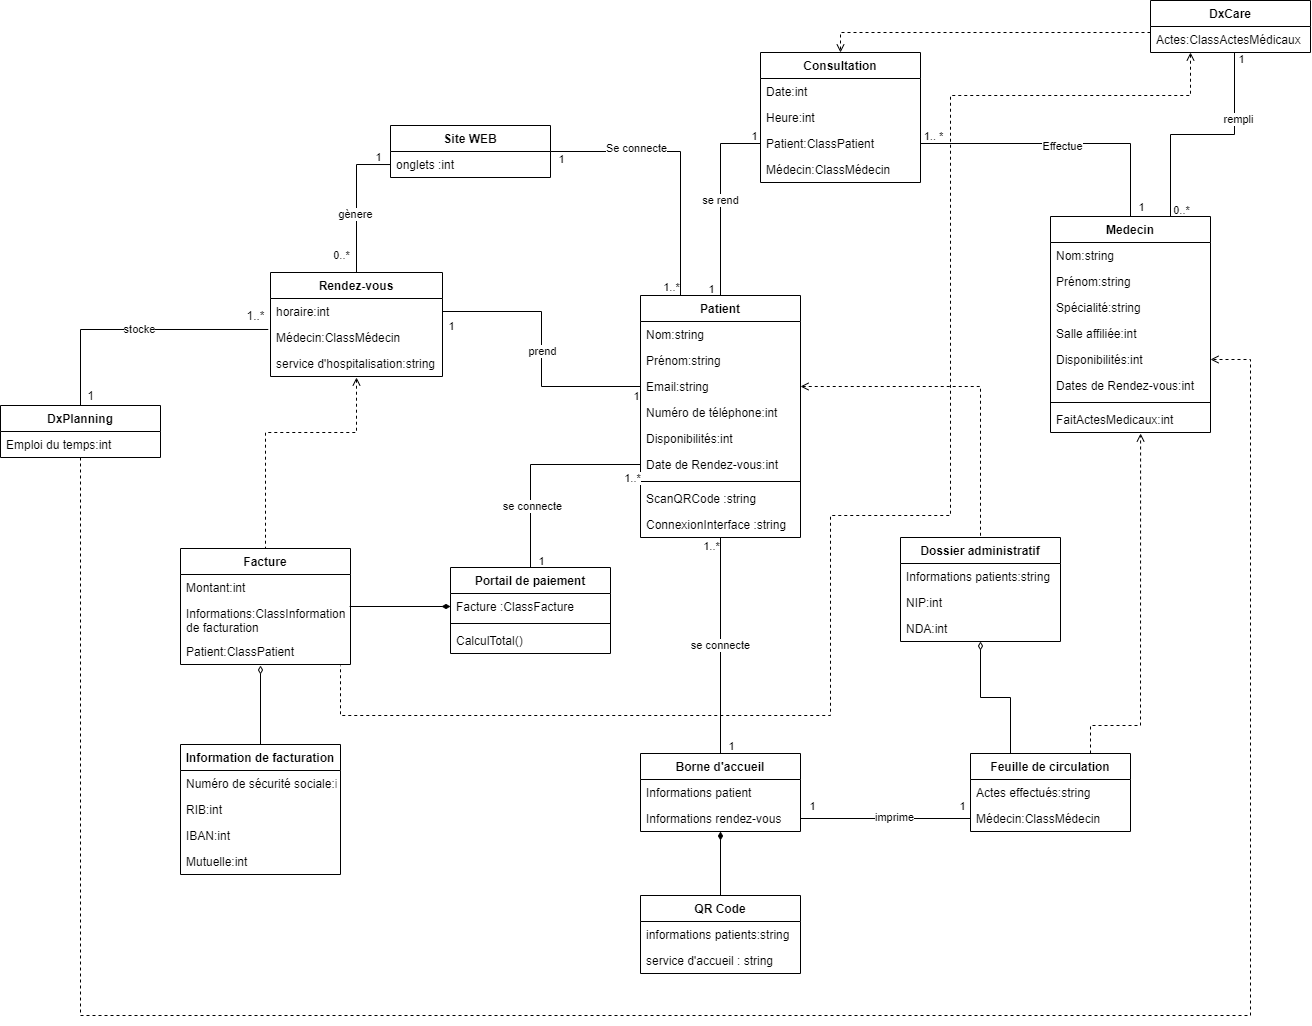 DxCare
Actes:ClassActesMédicaux
1
rempli
0..*
Consultation
Date:int
Heure:int
Patient:ClassPatient
Médecin:ClassMédecin
1
1.. *
Effectue
1
se rend
1
Site WEB
onglets :int
1
1
Se connecte
1..*
gènere
0..*
Rendez-vous
horaire:int
Médecin:ClassMédecin
service d'hospitalisation:string
1..*
stocke
1
1
prend
1
DxPlanning
Emploi du temps:int
Patient
Nom:string
Prénom:string
Email:string
Numéro de téléphone:int
Disponibilités:int
Date de Rendez-vous:int
ScanQRCode :string
ConnexionInterface :string
1..*
se connecte
1
1..*
se connecte
1
Medecin
Nom:string
Prénom:string
Spécialité:string
Salle affiliée:int
Disponibilités:int
Dates de Rendez-vous:int
FaitActesMedicaux:int
Facture
Montant:int
Informations:ClassInformation
de facturation
Patient:ClassPatient
Portail de paiement
Facture :ClassFacture
CalculTotal()
Dossier administratif
Informations patients:string
NIP:int
NDA:int
Information de facturation
Numéro de sécurité sociale:i
RIB:int
IBAN:int
Mutuelle:int
Borne d'accueil
Informations patient
Informations rendez-vous
1
imprime
1
Feuille de circulation
Actes effectués:string
Médecin:ClassMédecin
QR Code
informations patients:string
service d'accueil : string